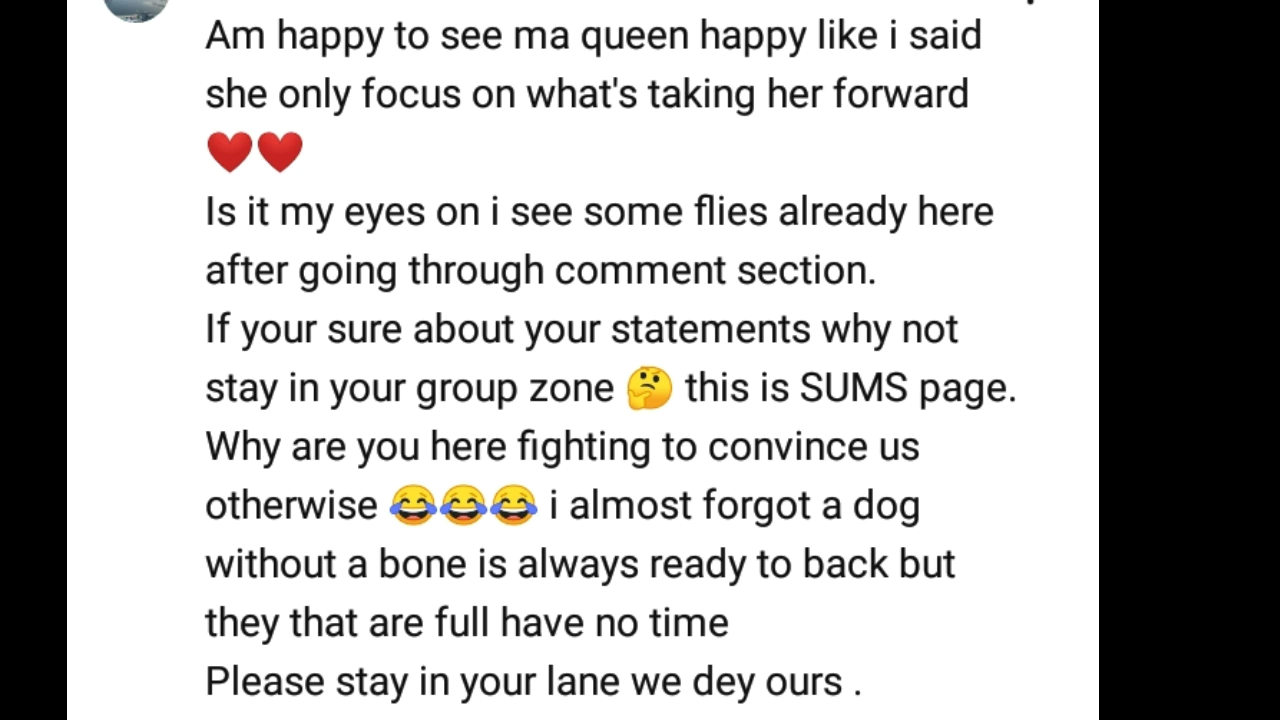 Am happy to see ma queen happy like i said
she only focus on what's taking her forward
❤️❤️
Is it my eyes on i see some flies already here
after going through comment section.
If your sure about your statements why not
stay in your group zone 🤔 this is SUMS page.
Why are you here fighting to convince us
otherwise 😂😂😂 i almost forgot a dog
without a bone is always ready to back but
they that are full have no time
Please stay in your lane we dey ours .